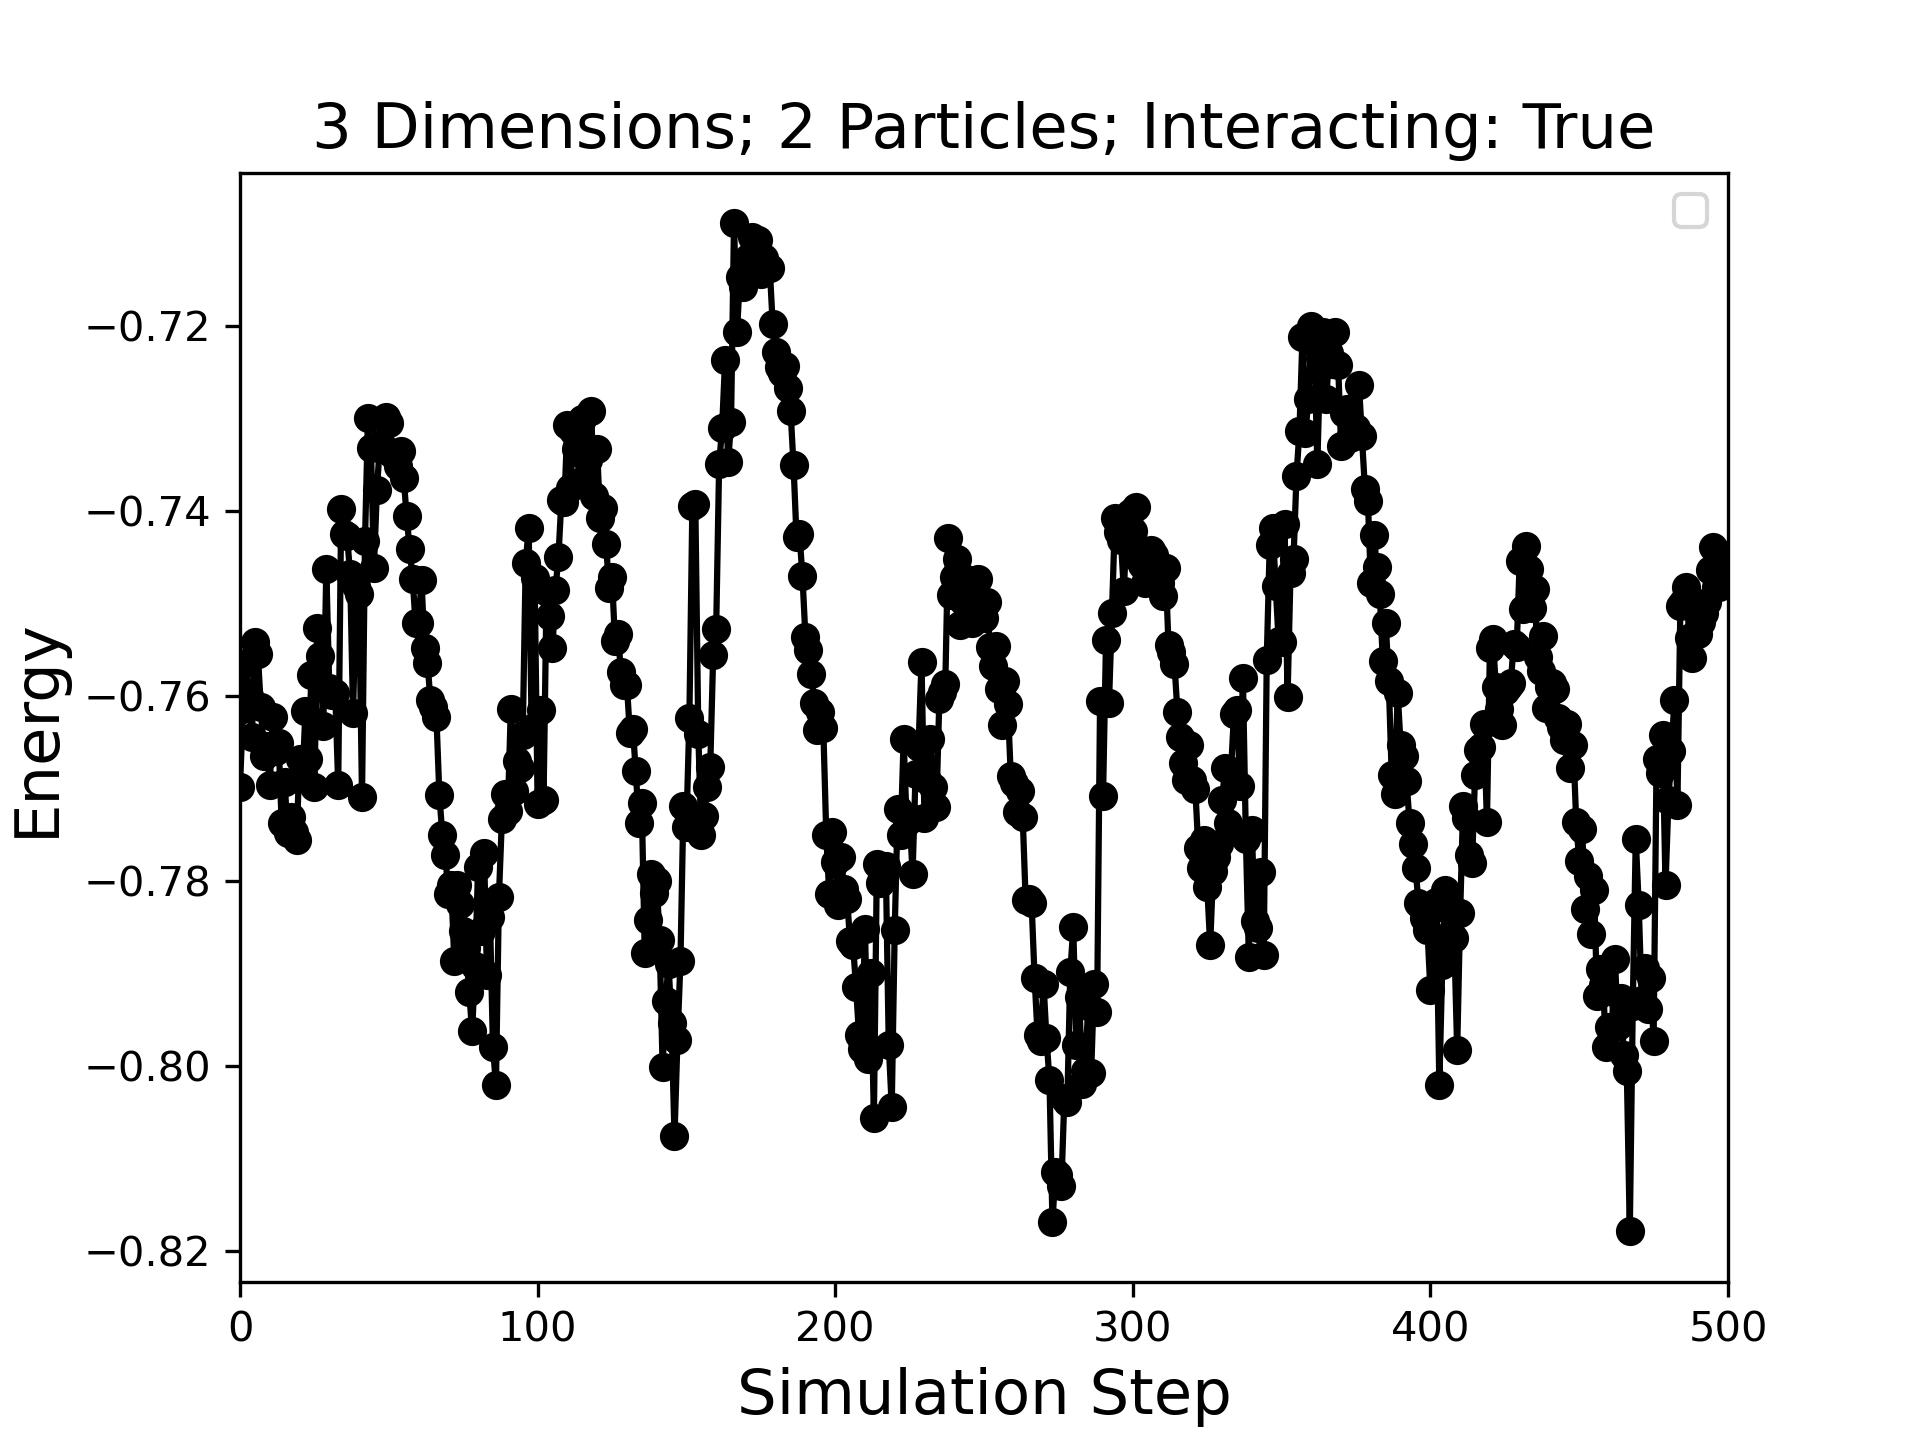 3 Dimensions; 2 Particles; Interacting: True
Energy
−0.72
−0.74
−0.76
−0.78
−0.80
−0.82
0 100 200 300 400 500
Simulation Step